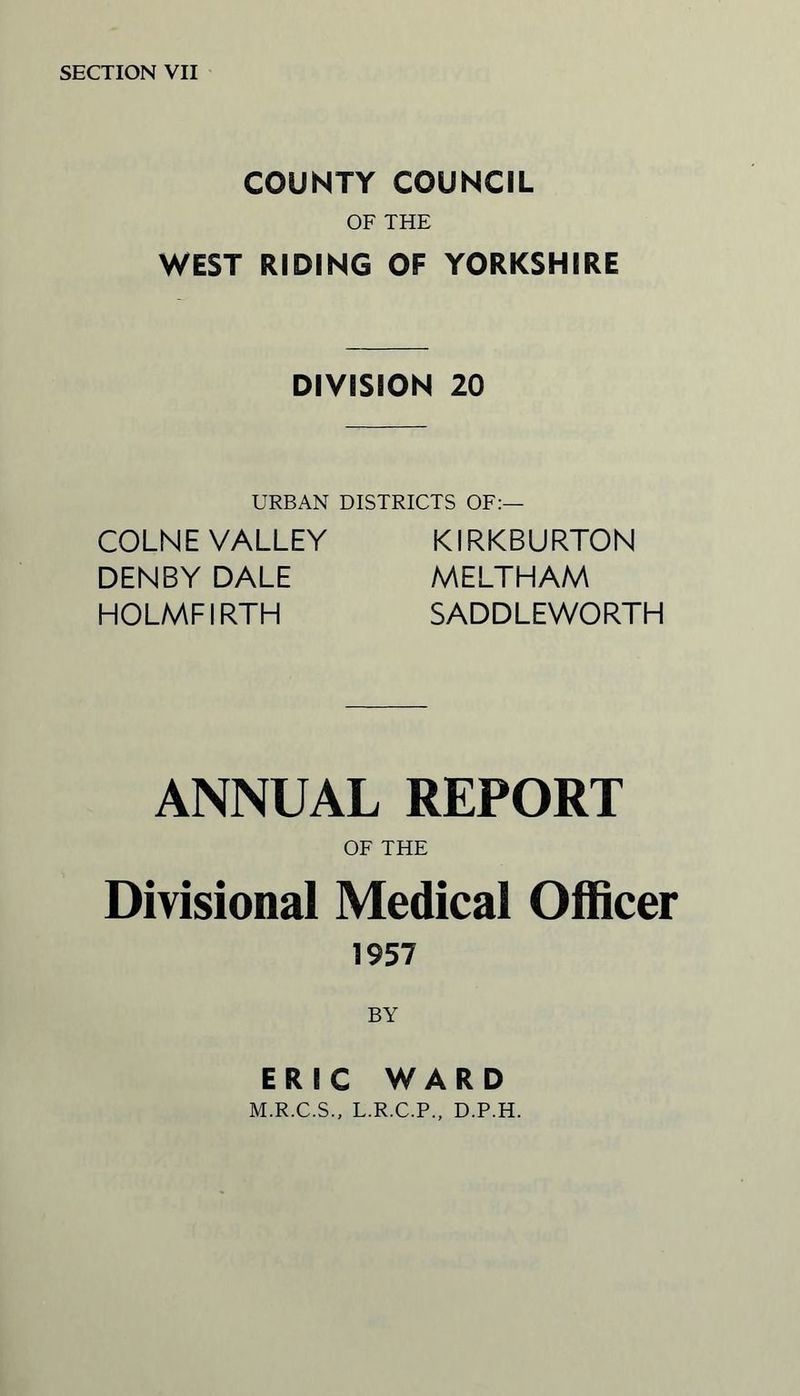 SECTION VII
COUNTY COUNCIL
OF THE
WEST RIDING OF YORKSHIRE
DIVISION 20
URBAN DISTRICTS OF:—
COLNE VALLEY KIRKBURTON
DENBY DALE MELTHAM
HOLMFIRTH SADDLEWORTH
ANNUAL REPORT
OF THE
Divisional Medical Officer
1957
BY
ERIC WARD
M.R.C.S., L.R.C.P., D.P.H.